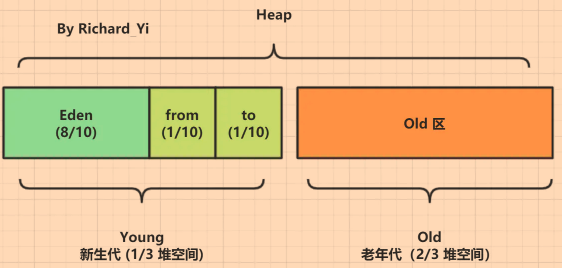 Heap
By Richard_Yi
Eden
(8/10)
from
(1/10)
to
(1/10)
Old 区
Young
新生代 (1/3 堆空间)
Old
老年代（2/3 堆空间）